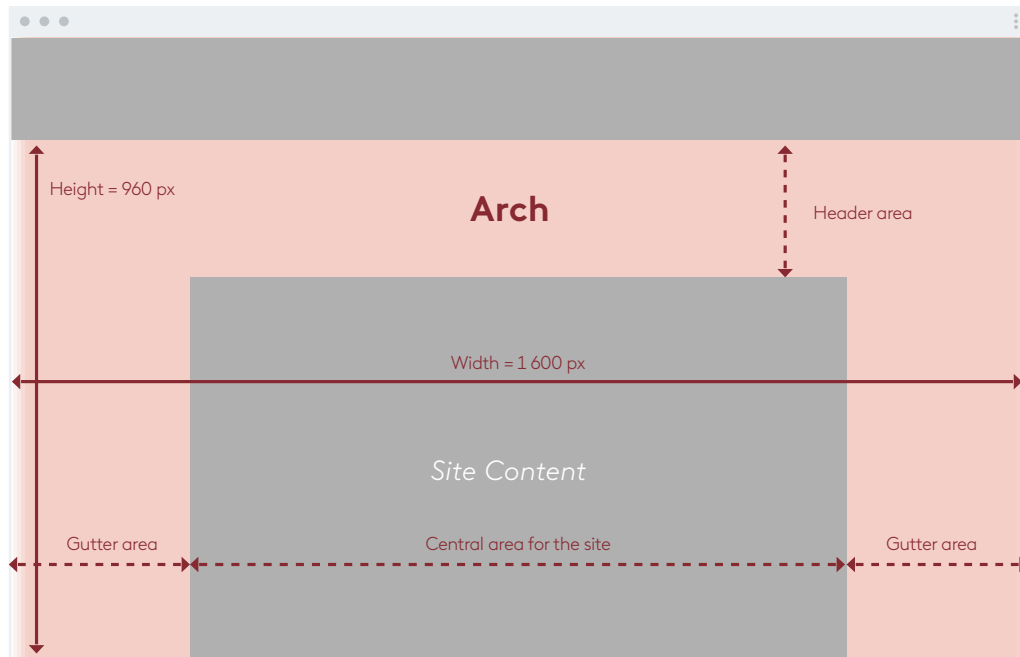 Height = 960 px
Arch
Header area
Width = 1 600 px
Site Content
Gutter area
Central area for the site
Gutter area